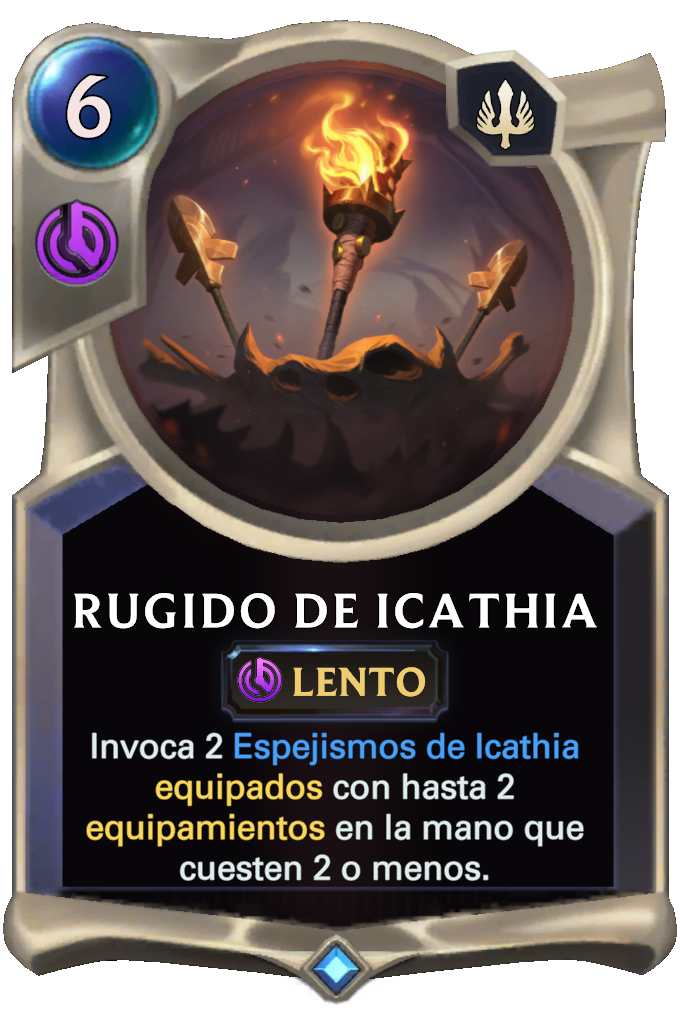 6
RUGIDO DE ICATHIA
LENTO
Invoca 2 Espejismos de Icathia
equipados con hasta 2
equipamientos en la mano que
cuesten 2 o menos.